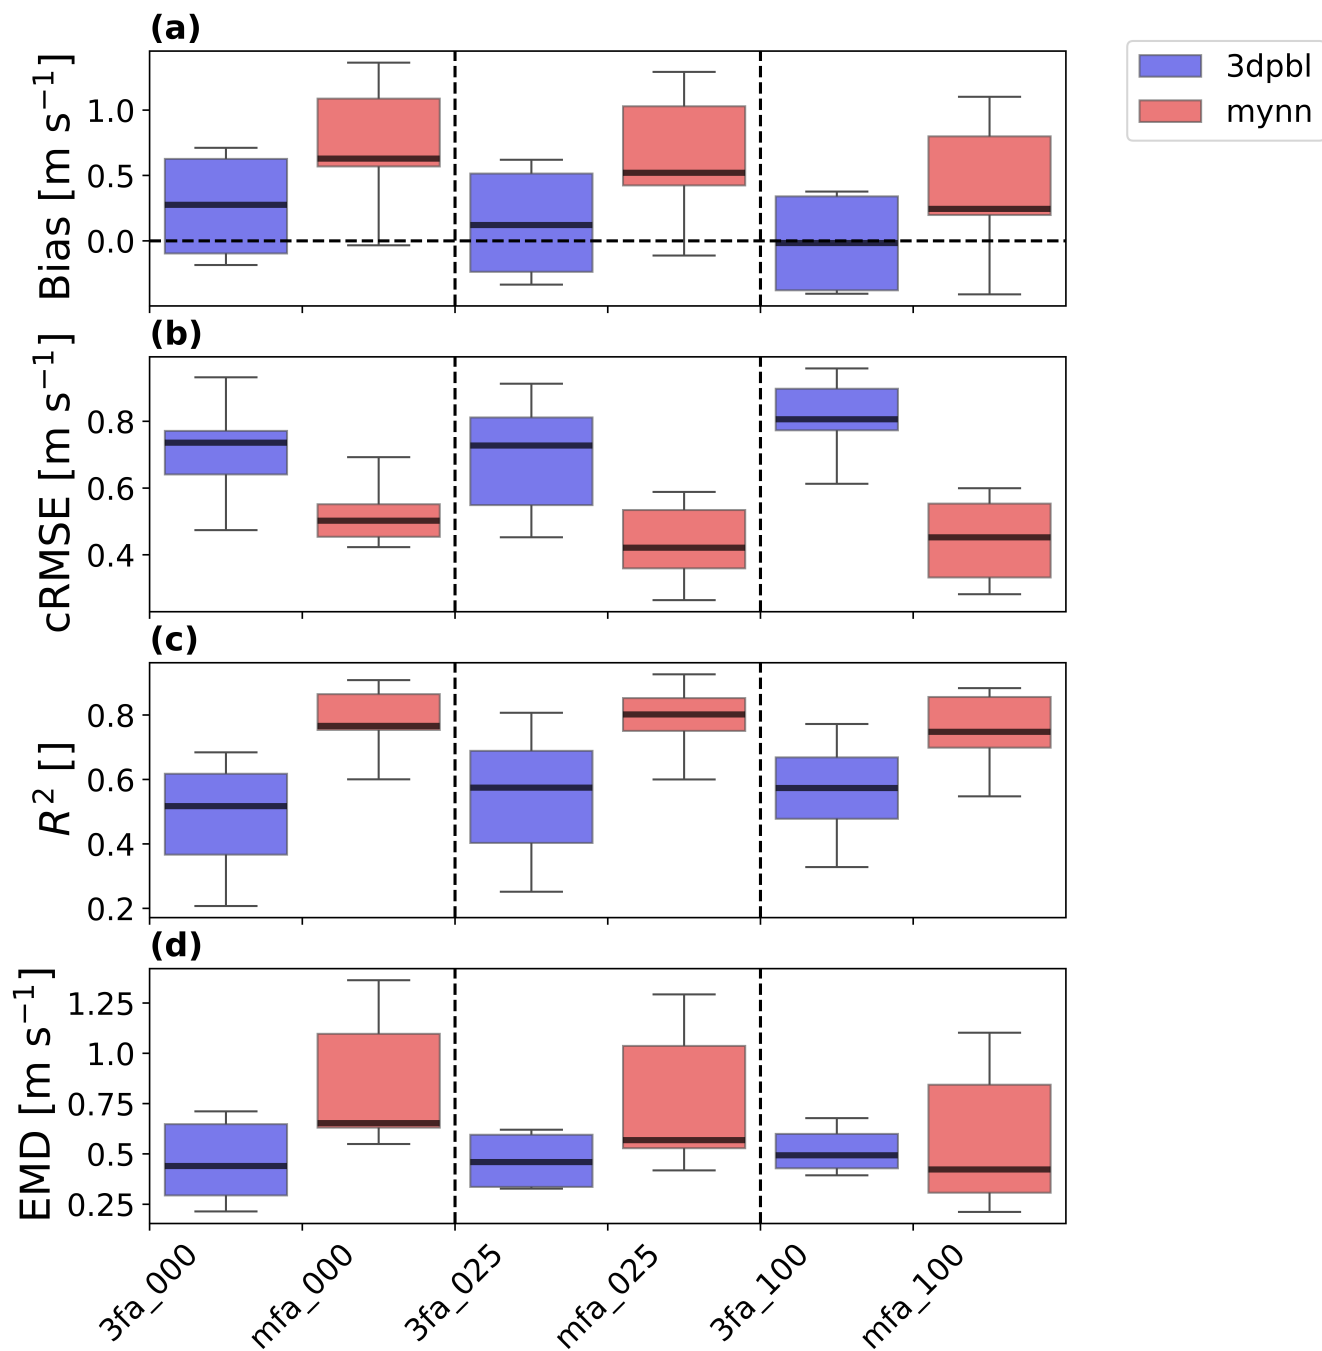 (a)
Bias [m s⁻¹]
1.0
0.5
0.0
3dpbl
mynn
(b)
cRMSE [m s⁻¹]
0.8
0.6
0.4
(c)
R² []
0.8
0.6
0.4
0.2
(d)
EMD [m s⁻¹]
1.25
1.0
0.75
0.5
0.25
3fa_000
mfa_000
3fa_025
mfa_025
3fa_100
mfa_100